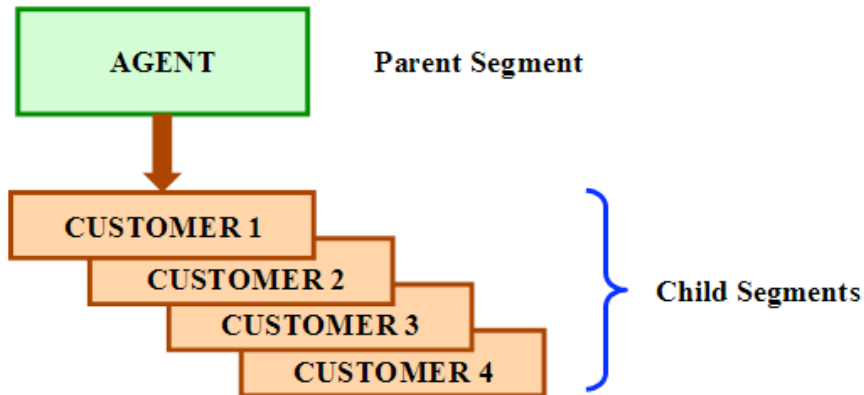 AGENT
Parent Segment
CUSTOMER 1
CUSTOMER 2
CUSTOMER 3
CUSTOMER 4
Child Segments